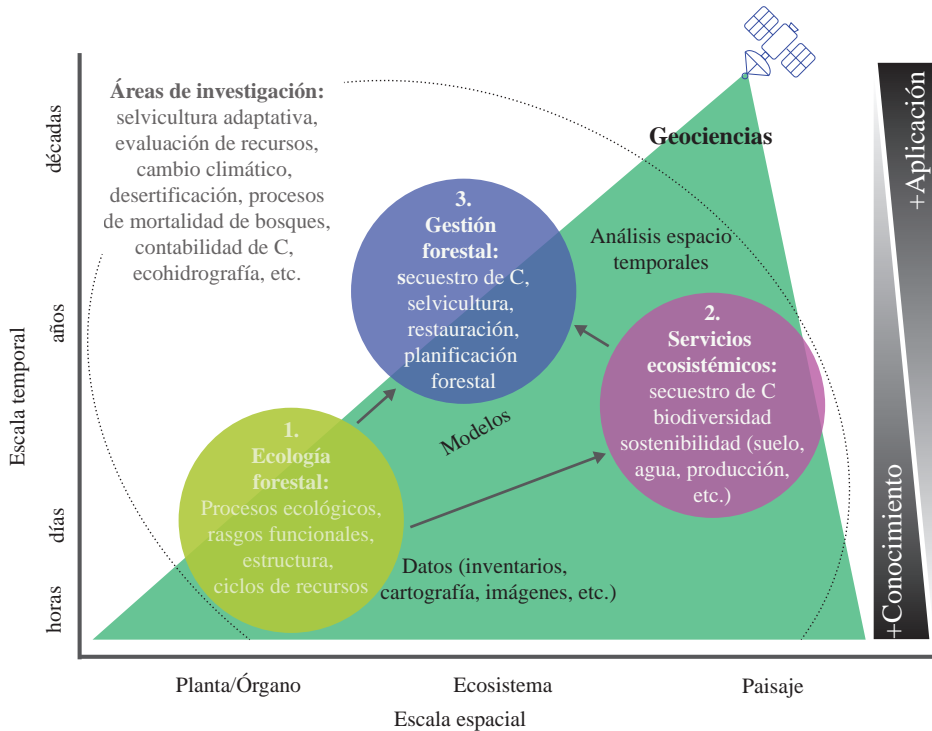 Áreas de investigación:
selvicultura adaptativa,
evaluación de recursos,
cambio climático,
desertificación, procesos
de mortalidad de bosques,
contabilidad de C,
ecohidrografía, etc.
Geociencias
3.
Gestión
forestal:
secuestro de C,
selvicultura,
restauración,
planificación
forestal
Análisis espacio
temporales
2.
Servicios
ecosistémicos:
secuestro de C
biodiversidad
sostenibilidad (suelo,
agua, producción,
etc.)
Modelos
1.
Ecología
forestal:
Procesos ecológicos,
rasgos funcionales,
estructura,
ciclos de recursos
Datos (inventarios,
cartografía, imágenes, etc.)
Escala temporal
décadas
años
días
horas
Planta/Órgano
Ecosistema
Paisaje
Escala espacial
+Aplicación
+Conocimiento